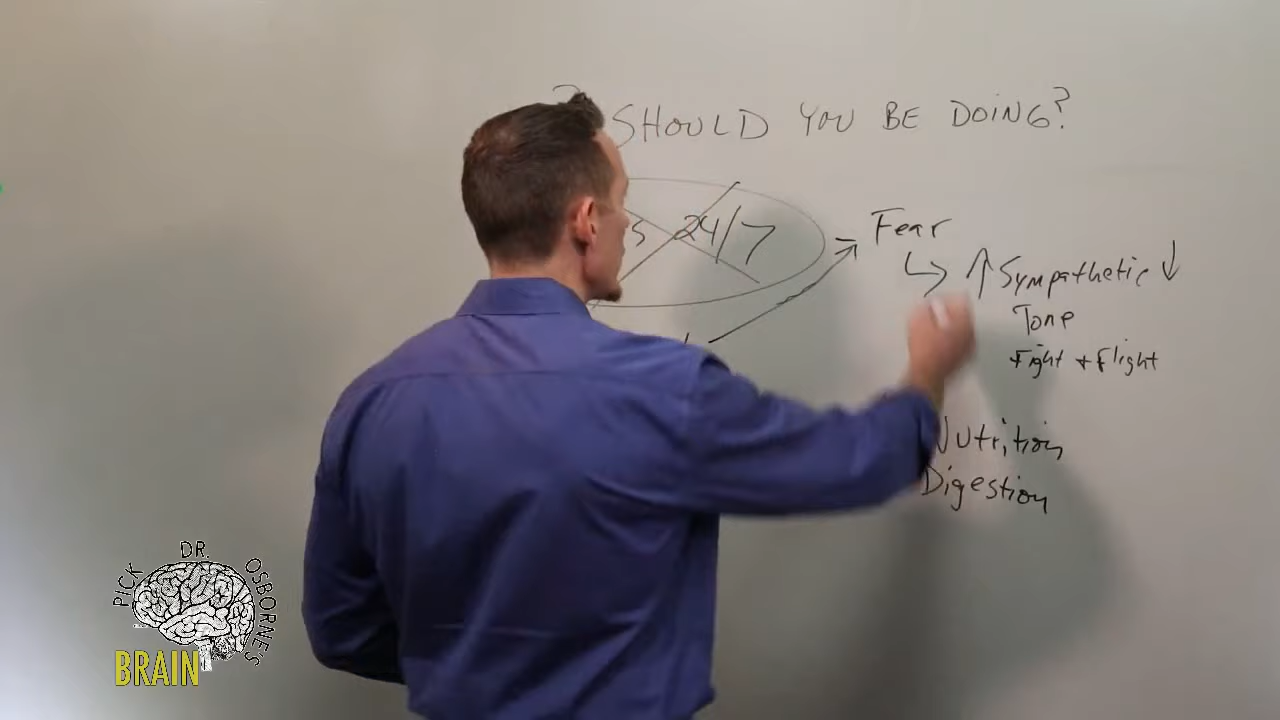 ? SHOULD YOU BE DOING?
24/7
= Fear
↳ ↑ Sympathetic ↓
Tone
Fight + Flight
Nutrition
Digestion
PICK DR. OSBORNE'S
BRAIN